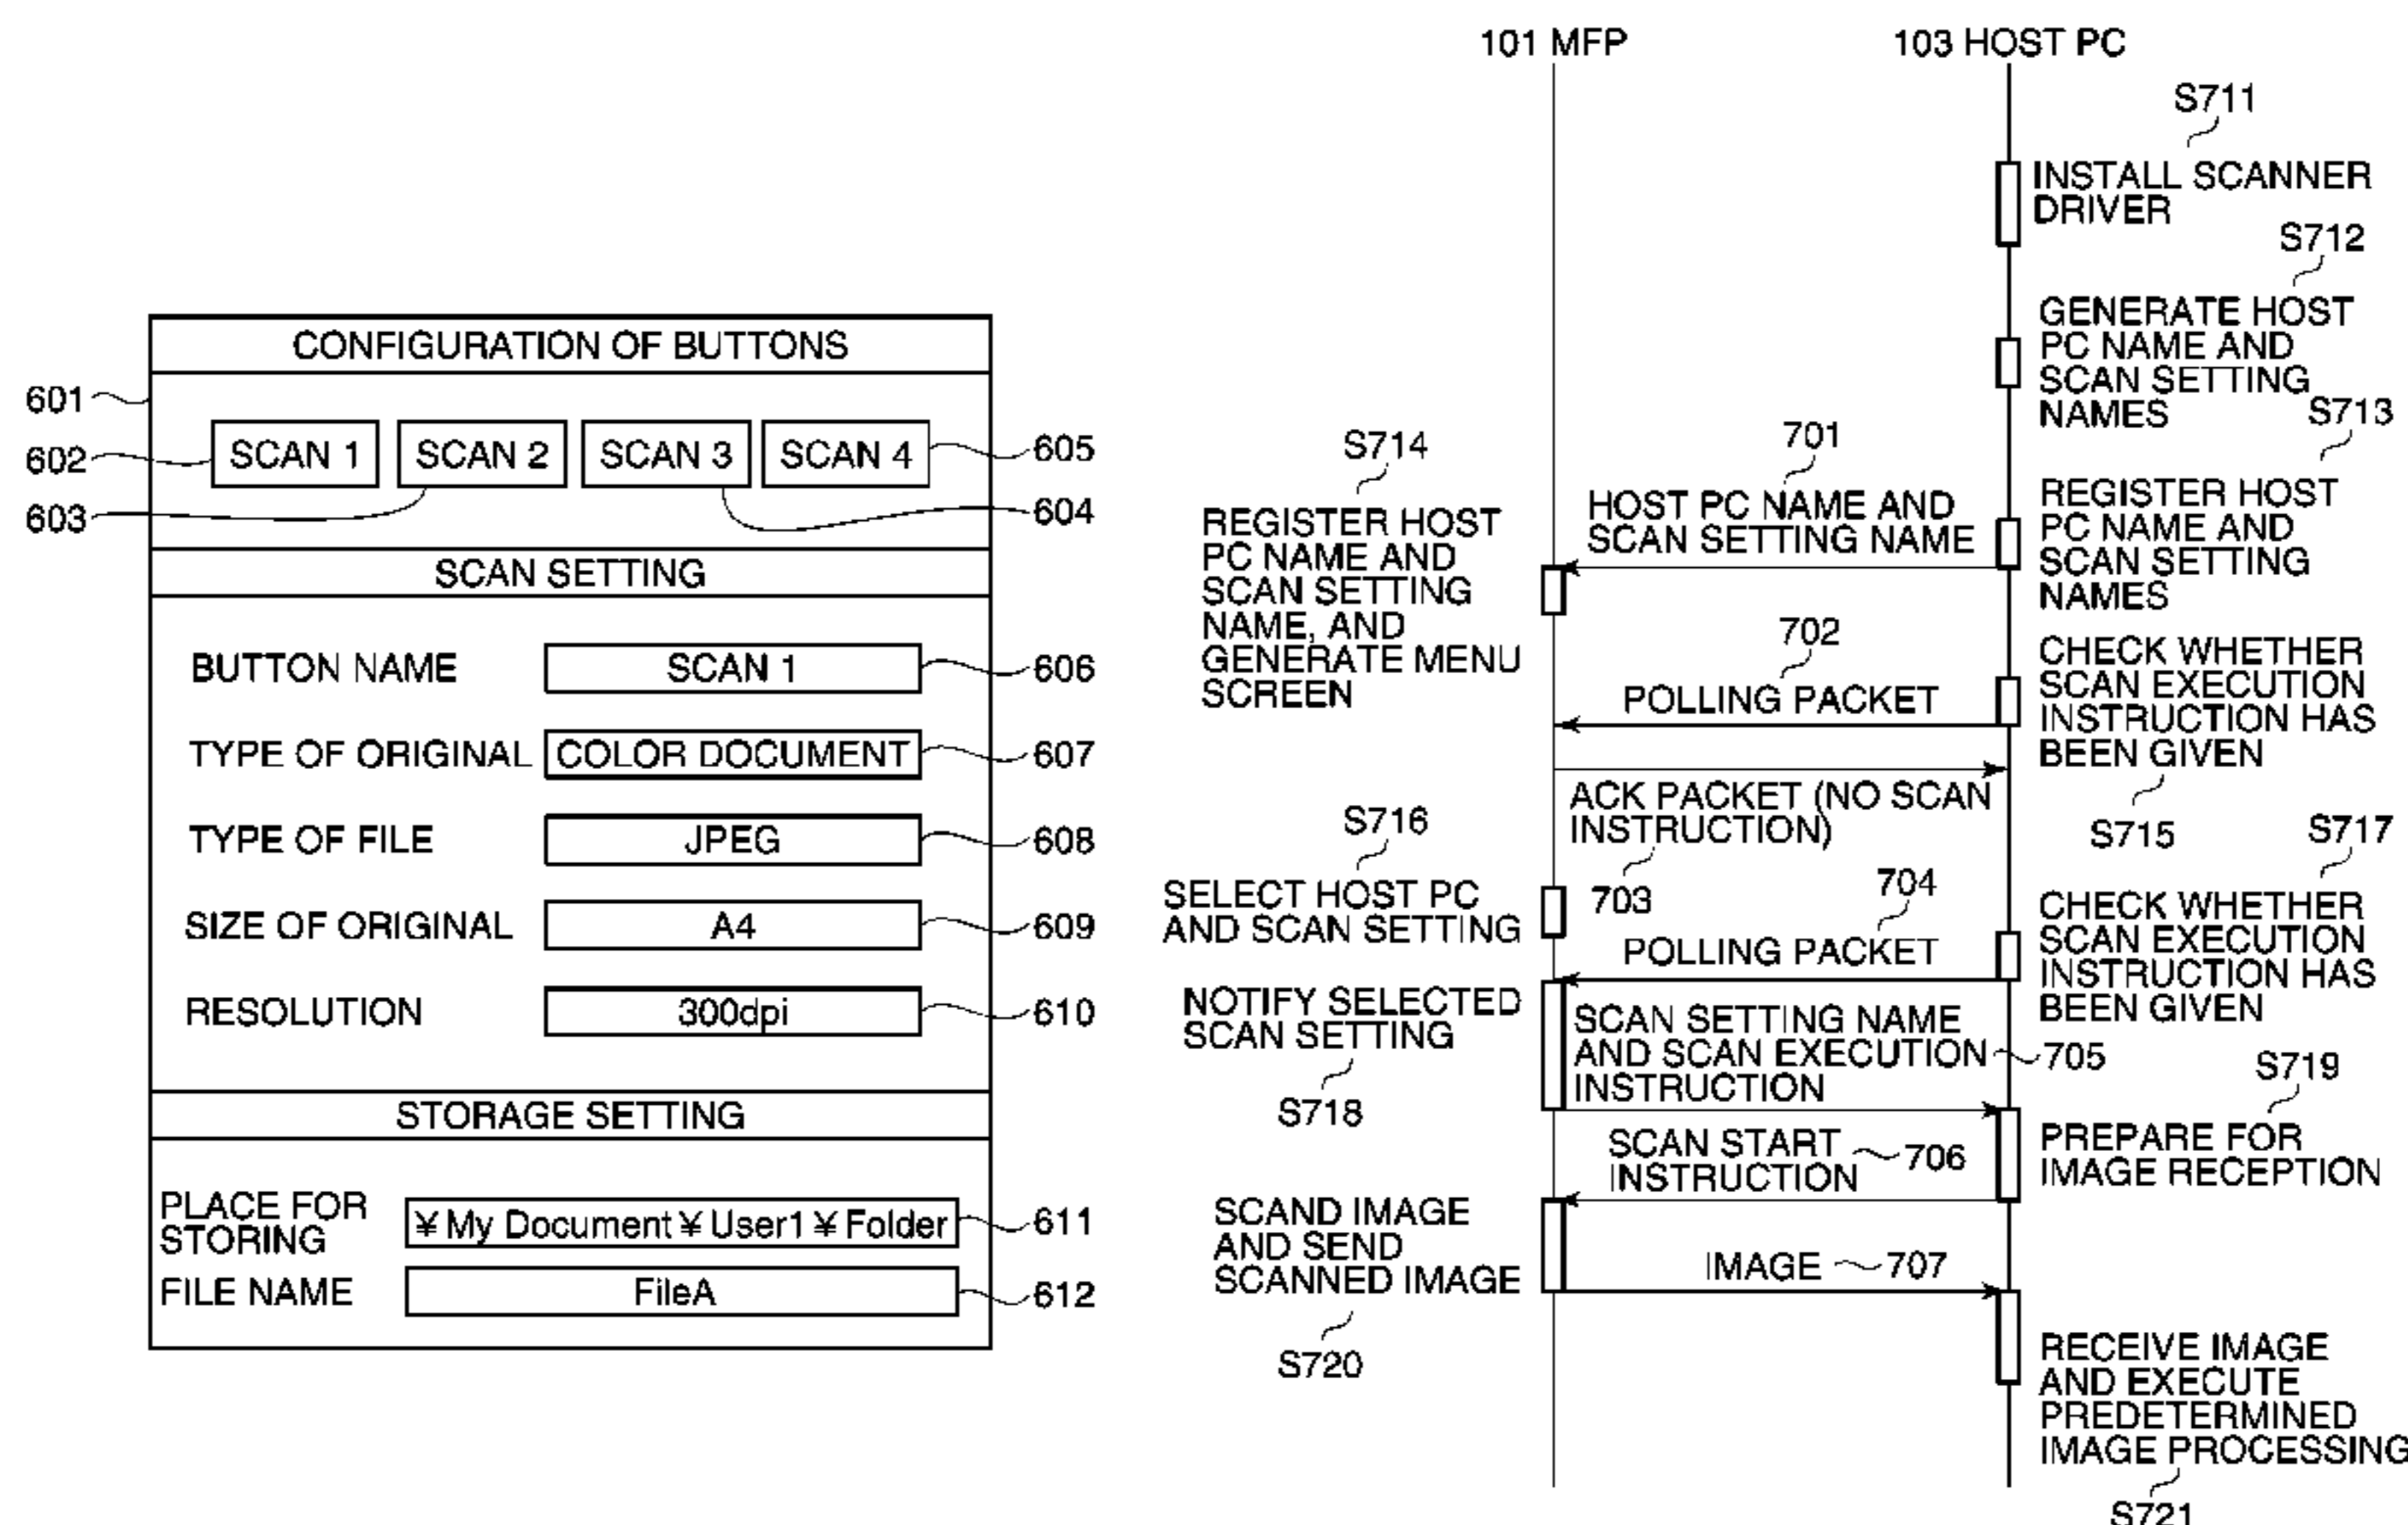 CONFIGURATION OF BUTTONS
601
602
SCAN 1
SCAN 2
SCAN 3
SCAN 4
605
603
604
SCAN SETTING
BUTTON NAME
SCAN 1
606
TYPE OF ORIGINAL
COLOR DOCUMENT
607
TYPE OF FILE
JPEG
608
SIZE OF ORIGINAL
A4
609
RESOLUTION
300dpi
610
STORAGE SETTING
PLACE FOR
STORING
¥ My Document ¥ User1 ¥ Folder
611
FILE NAME
FileA
612
101 MFP
103 HOST PC
S711
INSTALL SCANNER
DRIVER
S712
GENERATE HOST
PC NAME AND
SCAN SETTING
NAMES
S713
REGISTER HOST
PC NAME AND
SCAN SETTING
NAMES
701
HOST PC NAME AND
SCAN SETTING NAME
S714
REGISTER HOST
PC NAME AND
SCAN SETTING
NAME, AND
GENERATE MENU
SCREEN
702
POLLING PACKET
CHECK WHETHER
SCAN EXECUTION
INSTRUCTION HAS
BEEN GIVEN
S715
ACK PACKET (NO SCAN
INSTRUCTION)
703
S716
SELECT HOST PC
AND SCAN SETTING
704
POLLING PACKET
S717
CHECK WHETHER
SCAN EXECUTION
INSTRUCTION HAS
BEEN GIVEN
NOTIFY SELECTED
SCAN SETTING
S718
SCAN SETTING NAME
AND SCAN EXECUTION
INSTRUCTION
705
S719
PREPARE FOR
IMAGE RECEPTION
SCAN START
INSTRUCTION
706
SCAND IMAGE
AND SEND
SCANNED IMAGE
S720
IMAGE
707
RECEIVE IMAGE
AND EXECUTE
PREDETERMINED
IMAGE PROCESSING
S721